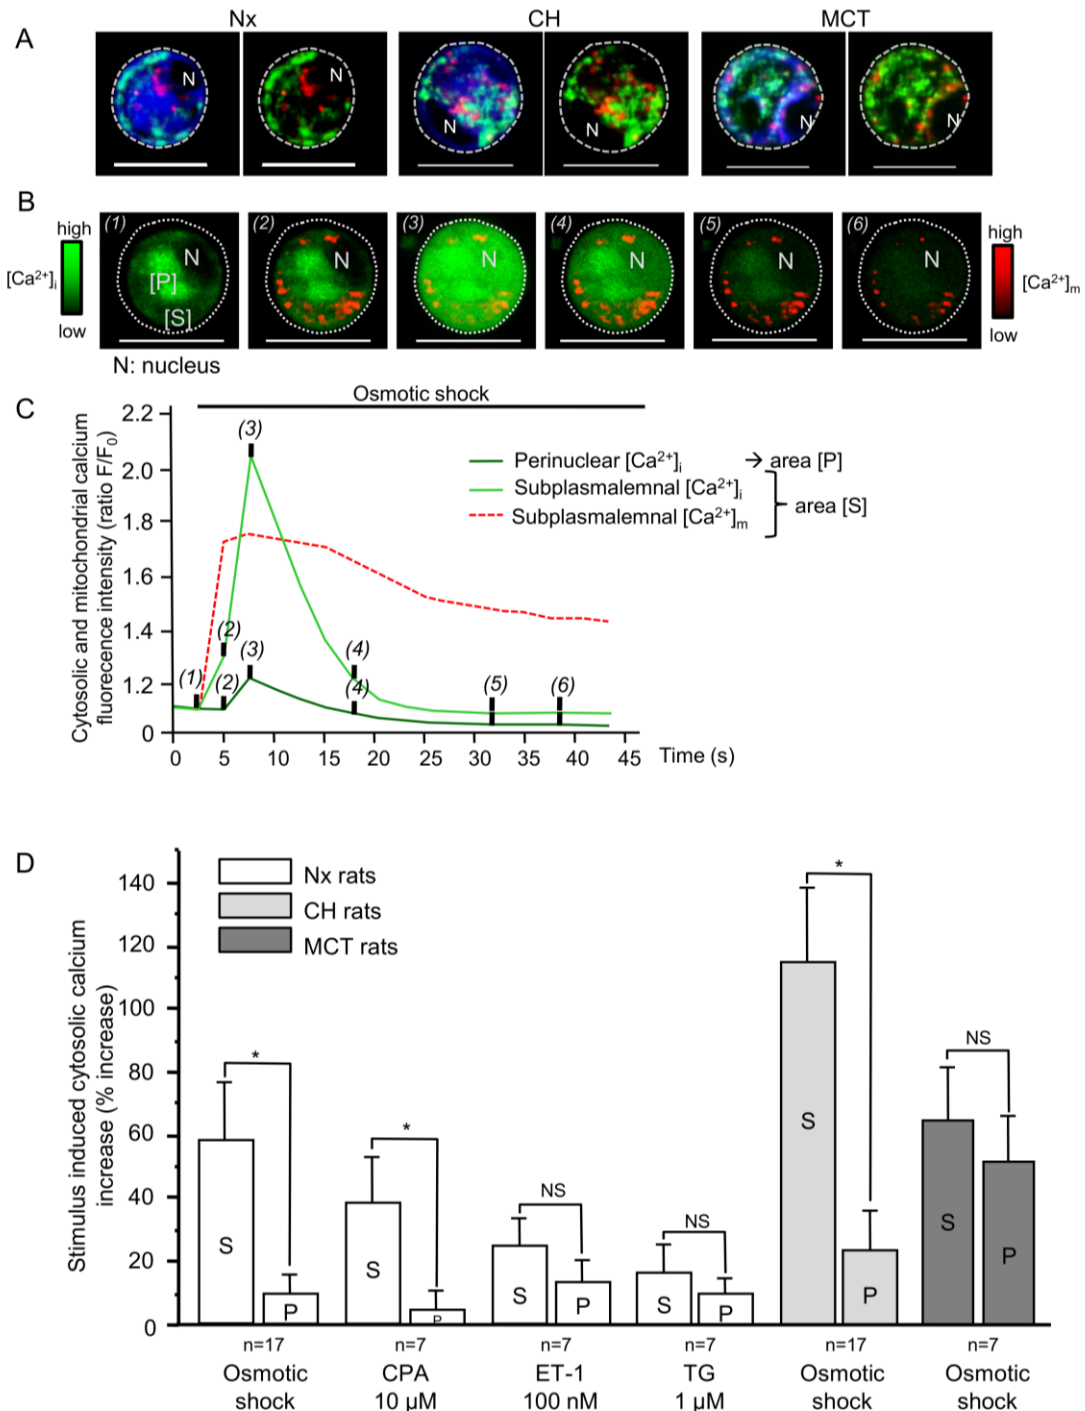 A
Nx
CH
MCT
N
N
N
N
N
N
B
high
[Ca²⁺]i
low
(1)
N
[P]
[S]
(2)
N
(3)
N
(4)
N
(5)
N
(6)
N
high
[Ca²⁺]m
low
N: nucleus
C
Osmotic shock
Cytosolic and mitochondrial calcium
fluorecence intensity (ratio F/F₀)
2.2
2.0
1.8
1.6
1.4
1.2
0
(3)
(2)
(1)
(2)
(3)
(4)
(4)
(5)
(6)
Perinuclear [Ca²⁺]i → area [P]
Subplasmalemnal [Ca²⁺]i
Subplasmalemnal [Ca²⁺]m
area [S]
0 5 10 15 20 25 30 35 40 45 Time (s)
D
Stimulus induced cytosolic calcium
increase (% increase)
140
120
100
80
60
40
20
0
Nx rats
CH rats
MCT rats
*
S
P
*
S
P
NS
S
P
NS
S
P
*
S
P
NS
S
P
n=17 n=7 n=7 n=7 n=17 n=7
Osmotic CPA ET-1 TG Osmotic Osmotic
shock 10 µM 100 nM 1 µM shock shock